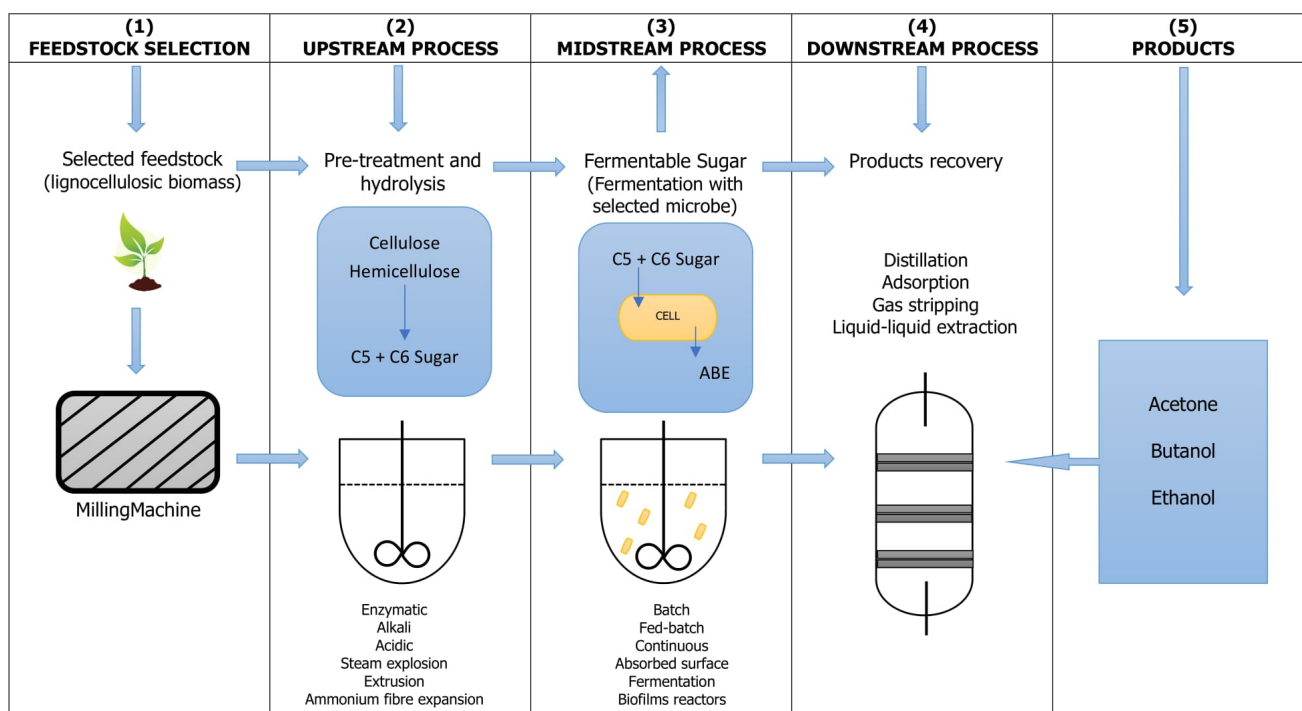 (1)
FEEDSTOCK SELECTION
(2)
UPSTREAM PROCESS
(3)
MIDSTREAM PROCESS
(4)
DOWNSTREAM PROCESS
(5)
PRODUCTS
Selected feedstock
(lignocellulosic biomass)
MillingMachine
Pre-treatment and
hydrolysis
Cellulose
Hemicellulose
C5 + C6 Sugar
Enzymatic
Alkali
Acidic
Steam explosion
Extrusion
Ammonium fibre expansion
Fermentable Sugar
(Fermentation with
selected microbe)
C5 + C6 Sugar
CELL
ABE
Batch
Fed-batch
Continuous
Absorbed surface
Fermentation
Biofilms reactors
Products recovery
Distillation
Adsorption
Gas stripping
Liquid-liquid extraction
Acetone
Butanol
Ethanol